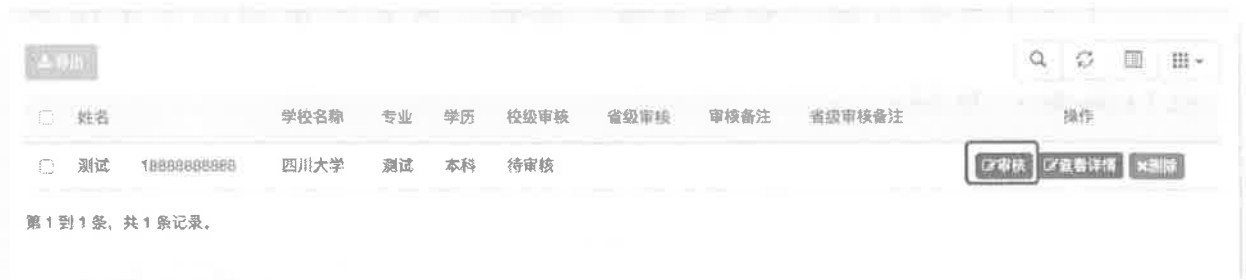 导出
姓名 学校名称 专业 学历 校级审核 省级审核 审核备注 省级审核备注 操作
测试 18888888888 四川大学 测试 本科 待审核 审核 查看详情 删除
第 1 到 1 条，共 1 条记录。